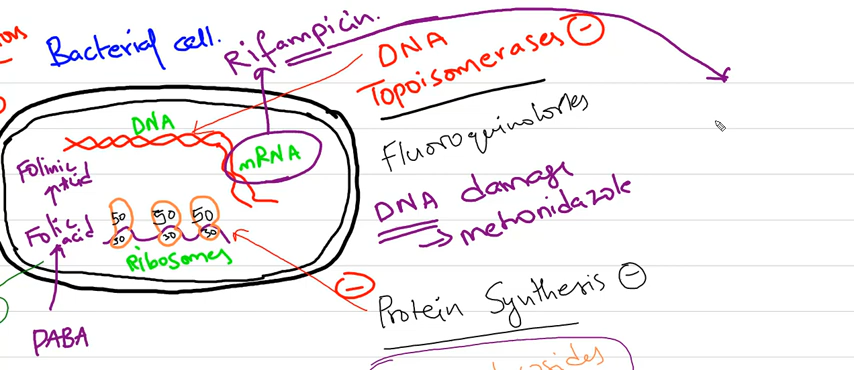 Bacterial cell.
Rifampicin.
DNA
Topoisomerases -
Fluoroquinolones
DNA damage
→ metronidazole
Protein Synthesis -
DNA
mRNA
Folinic
acid
Folic
acid
50 50 50
30 30 30
Ribosomes
-
PABA